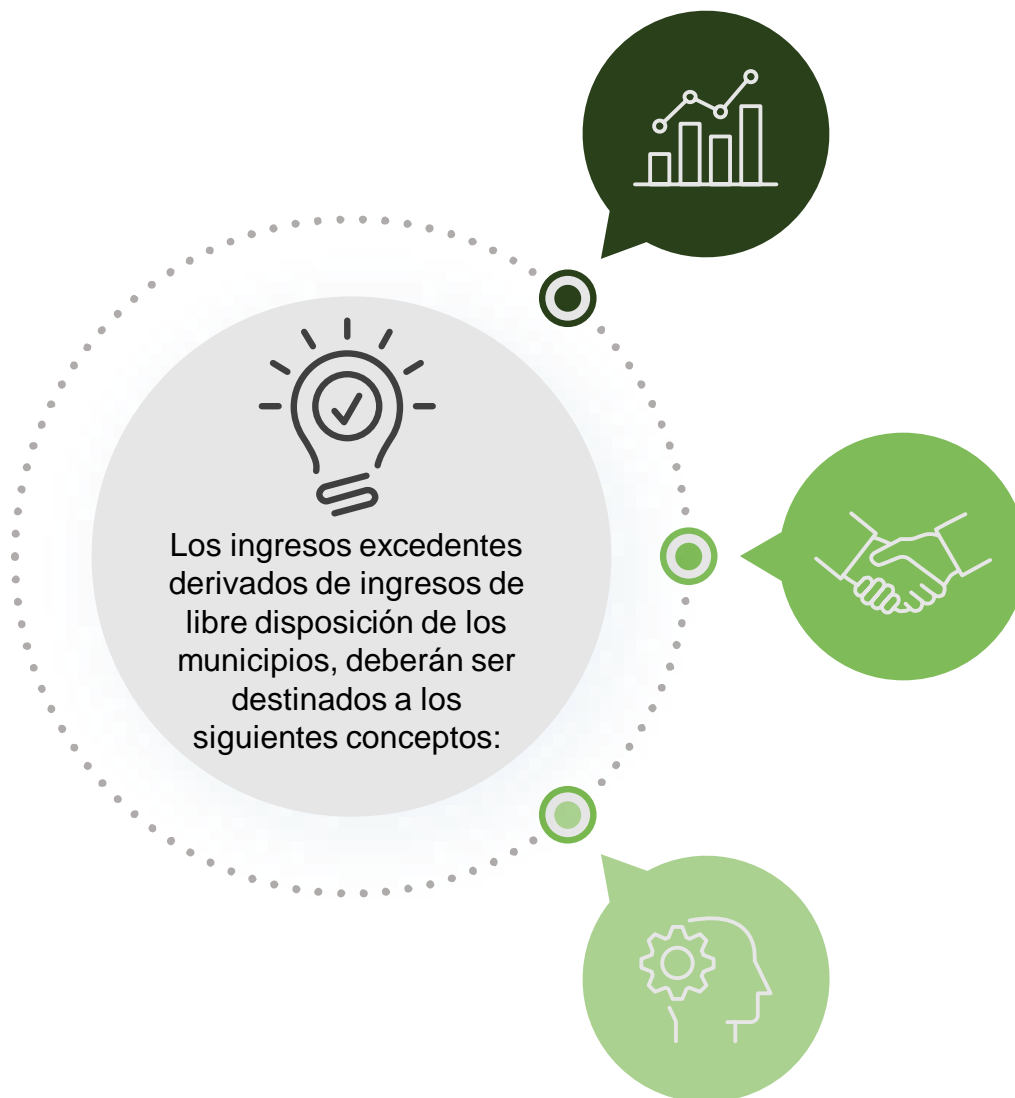 Los ingresos excedentes
derivados de ingresos de
libre disposición de los
municipios, deberán ser
destinados a los
siguientes conceptos: